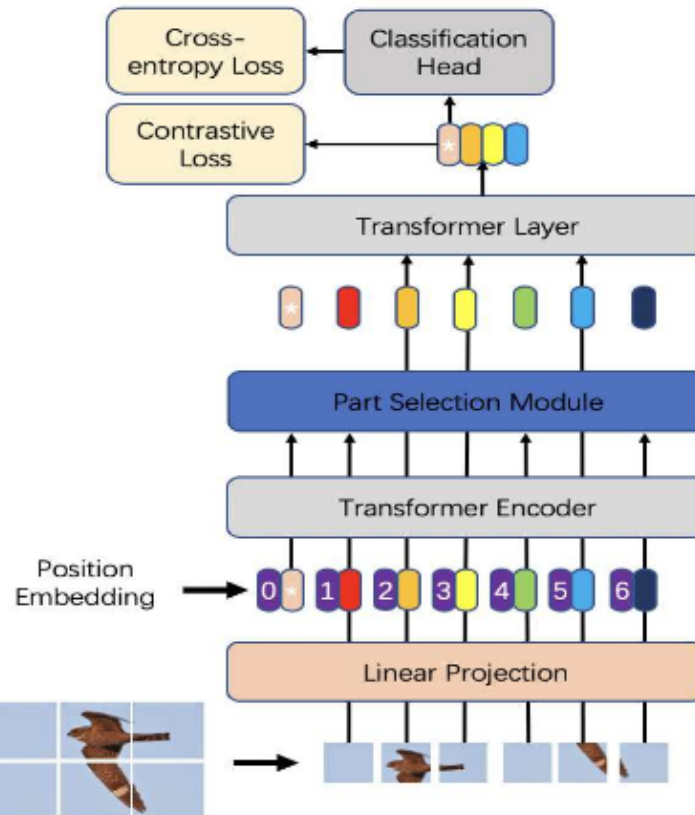 Cross-
entropy Loss
Classification
Head
Contrastive
Loss
*
Transformer Layer
*
Part Selection Module
Transformer Encoder
Position
Embedding
0 * 1 2 3 4 5 6
Linear Projection